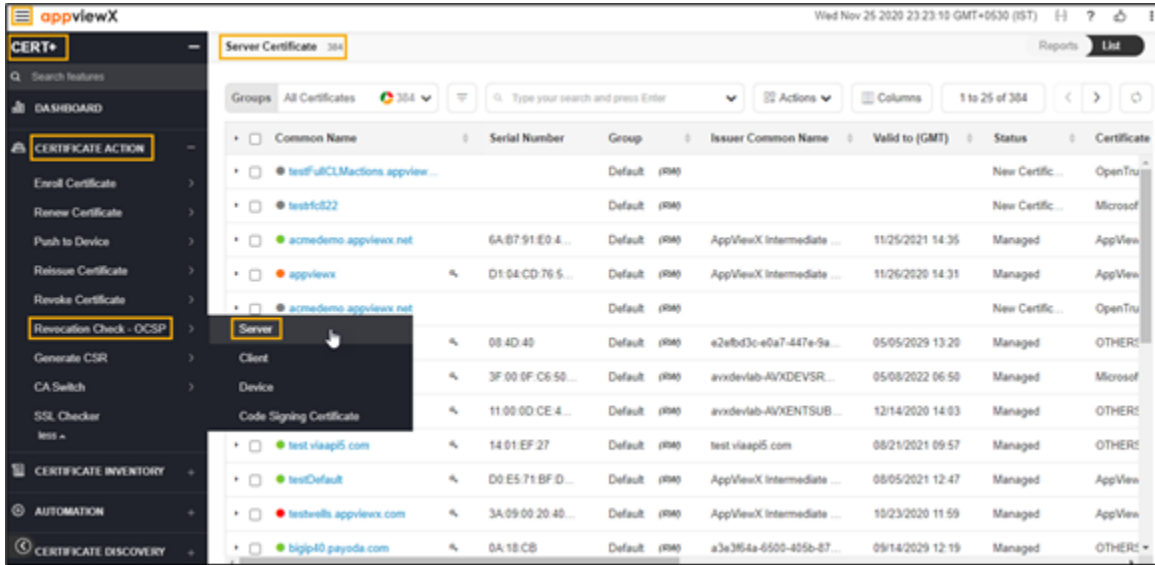 appviewX
Wed Nov 25 2020 23:23:10 GMT+0530 (IST) [-] ?
CERT+
Server Certificate 384
Reports List
Search features
Groups All Certificates 384 Type your search and press Enter Actions Columns 1 to 25 of 384
DASHBOARD
Common Name Serial Number Group Issuer Common Name Valid to (GMT) Status Certificate
CERTIFICATE ACTION
testFullCLMactions.appview... Default (RW) New Certific... OpenTru
Enroll Certificate
testrfc822 Default (RW) New Certific... Microsof
Renew Certificate
Push to Device
acmedemo.appviewx.net 6A:B7:91:E0:4... Default (RW) AppViewX Intermediate ... 11/25/2021 14:35 Managed AppView
Reissue Certificate
appviewx D1:04:CD:76:5... Default (RW) AppViewX Intermediate ... 11/26/2020 14:31 Managed AppView
Revoke Certificate
acmedemo.appviewx.net Default (RW) New Certific... OpenTru
Revocation Check - OCSP
Server
08:4D:40 Default (RW) e2efbd3c-e0a7-447e-9a... 05/05/2029 13:20 Managed OTHERS
Generate CSR
Client
3F:00:0F:C6:50... Default (RW) avxdevlab-AVXDEVSR... 05/08/2022 06:50 Managed Microsof
CA Switch
Device
SSL Checker
Code Signing Certificate
11:00:0D:CE:4... Default (RW) avxdevlab-AVXENTSUB... 12/14/2020 14:03 Managed OTHERS
less
test.viaapi5.com 14:01:EF:27 Default (RW) test.viaapi5.com 08/21/2021 09:57 Managed OTHERS
CERTIFICATE INVENTORY
testDefault D0:E5:71:BF:D... Default (RW) AppViewX Intermediate ... 08/05/2021 12:47 Managed AppView
AUTOMATION
testwells.appviewx.com 3A:09:00:20:40... Default (RW) AppViewX Intermediate ... 10/23/2020 11:59 Managed AppView
CERTIFICATE DISCOVERY
bigip40.payoda.com 0A:18:CB Default (RW) a3e3f64a-6500-405b-87... 09/14/2029 12:19 Managed OTHERS